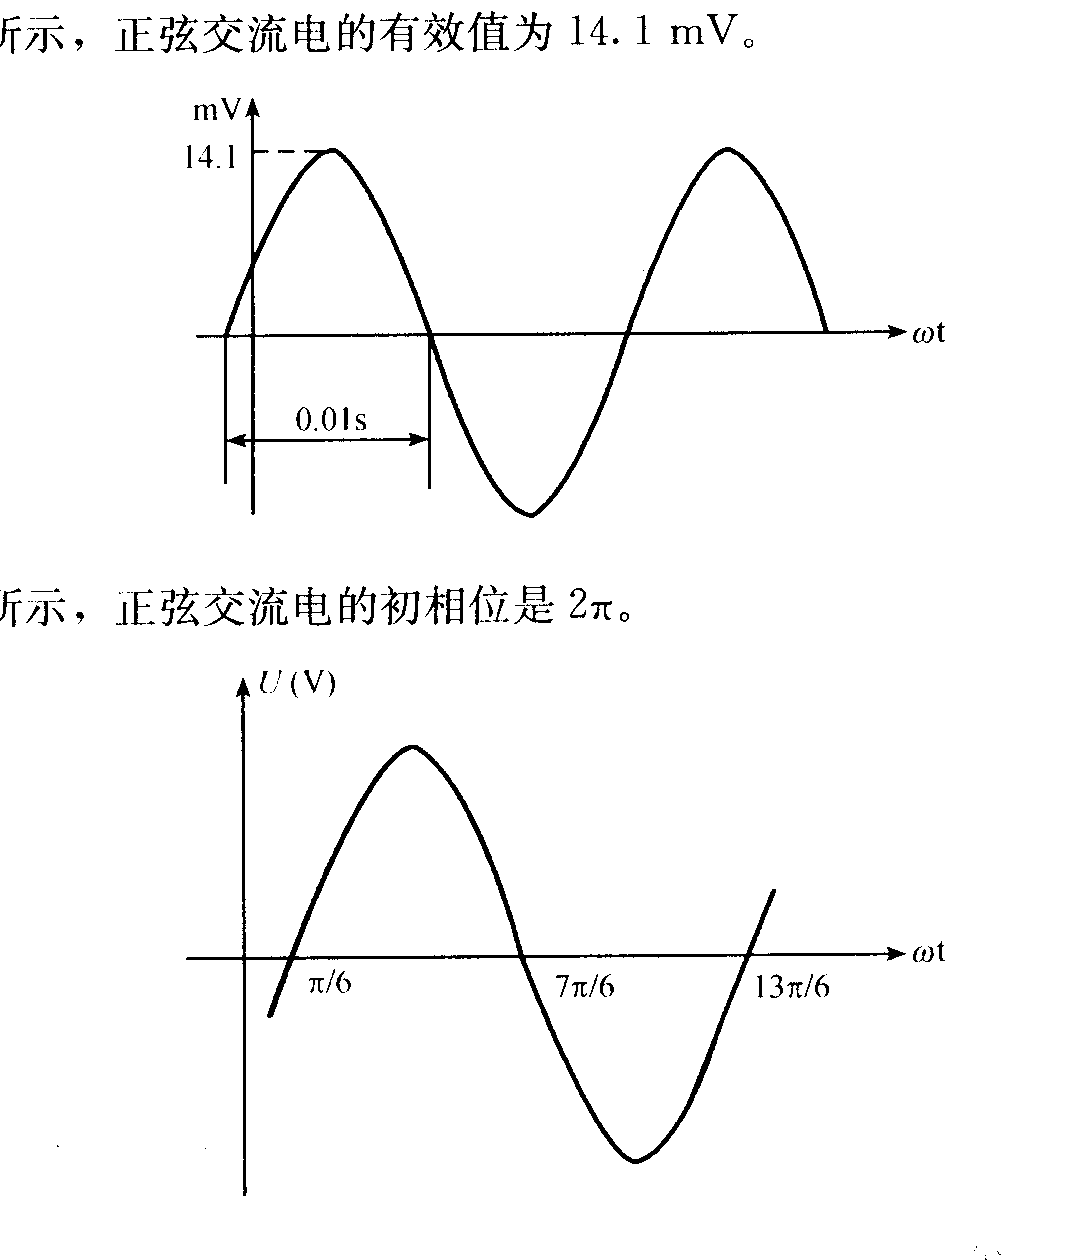 所示，正弦交流电的有效值为 14.1 mV。
mV
14.1
ωt
0.01s
所示，正弦交流电的初相位是 2π。
U (V)
ωt
π/6
7π/6
13π/6